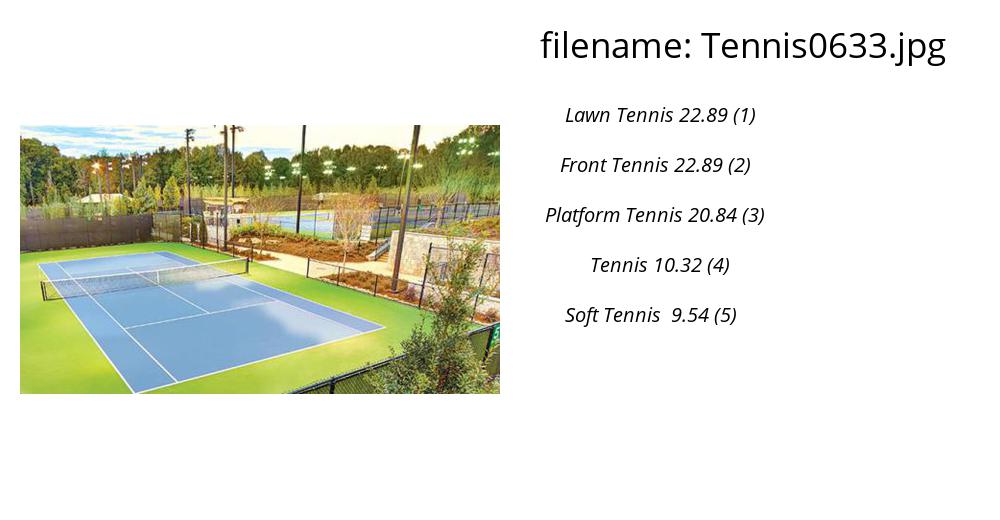 filename: Tennis0633.jpg
Lawn Tennis 22.89 (1)
Front Tennis 22.89 (2)
Platform Tennis 20.84 (3)
Tennis 10.32 (4)
Soft Tennis  9.54 (5)